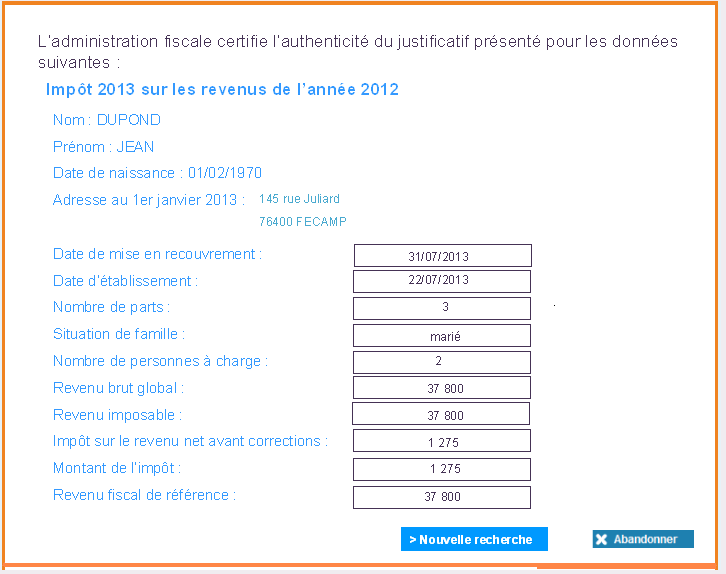 L'administration fiscale certifie l'authenticité du justificatif présenté pour les données
suivantes :
Impôt 2013 sur les revenus de l'année 2012
Nom : DUPOND
Prénom : JEAN
Date de naissance : 01/02/1970
Adresse au 1er janvier 2013 : 145 rue Juliard
76400 FECAMP
Date de mise en recouvrement : 31/07/2013
Date d'établissement : 22/07/2013
Nombre de parts : 3
Situation de famille : marié
Nombre de personnes à charge : 2
Revenu brut global : 37 800
Revenu imposable : 37 800
Impôt sur le revenu net avant corrections : 1 275
Montant de l'impôt : 1 275
Revenu fiscal de référence : 37 800
> Nouvelle recherche X Abandonner